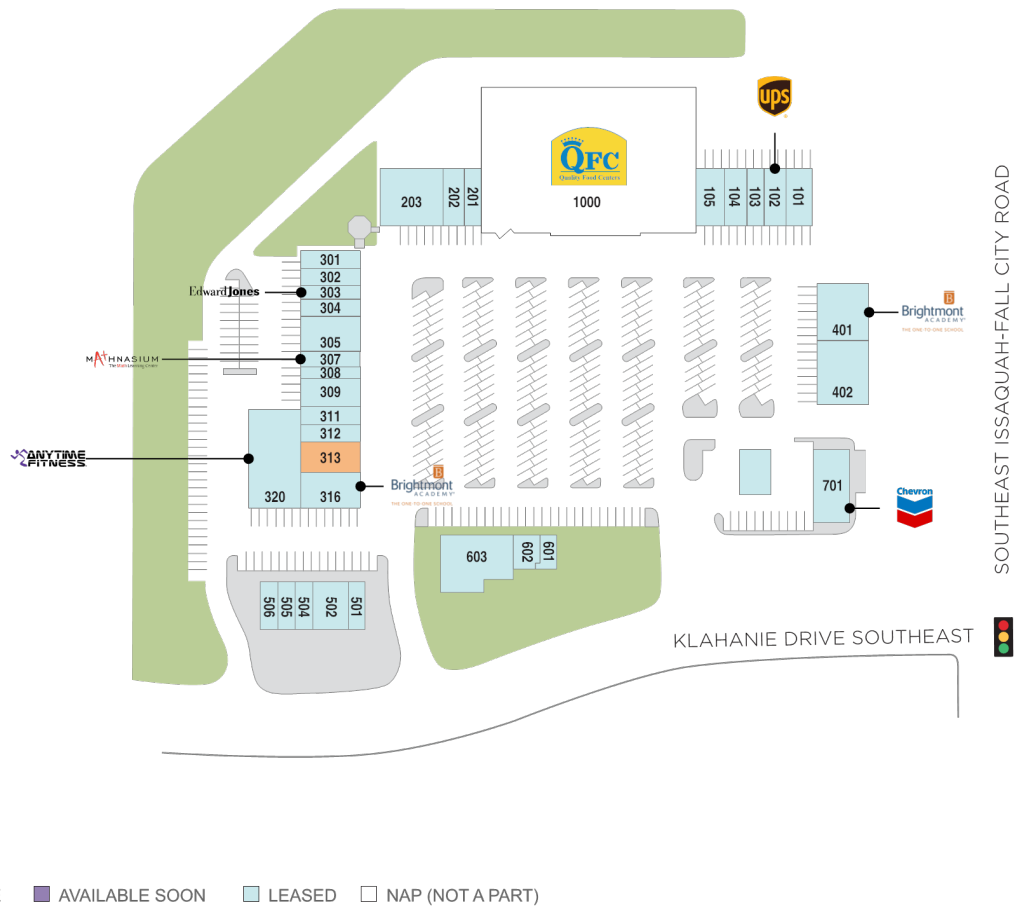 ups
QFC
Quality Food Centers
1000
203
202
201
105
104
103
102
101
301
302
Edward Jones
303
304
305
MATHNASIUM
The Math Learning Center
307
308
309
311
312
313
ANYTIME
FITNESS
320
316
Brightmont
ACADEMY
THE ONE-TO-ONE SCHOOL
401
402
Brightmont
ACADEMY
THE ONE-TO-ONE SCHOOL
701
Chevron
603
602
601
506
505
504
502
501
SOUTHEAST ISSAQUAH-FALL CITY ROAD
KLAHANIE DRIVE SOUTHEAST
AVAILABLE SOON
LEASED
NAP (NOT A PART)